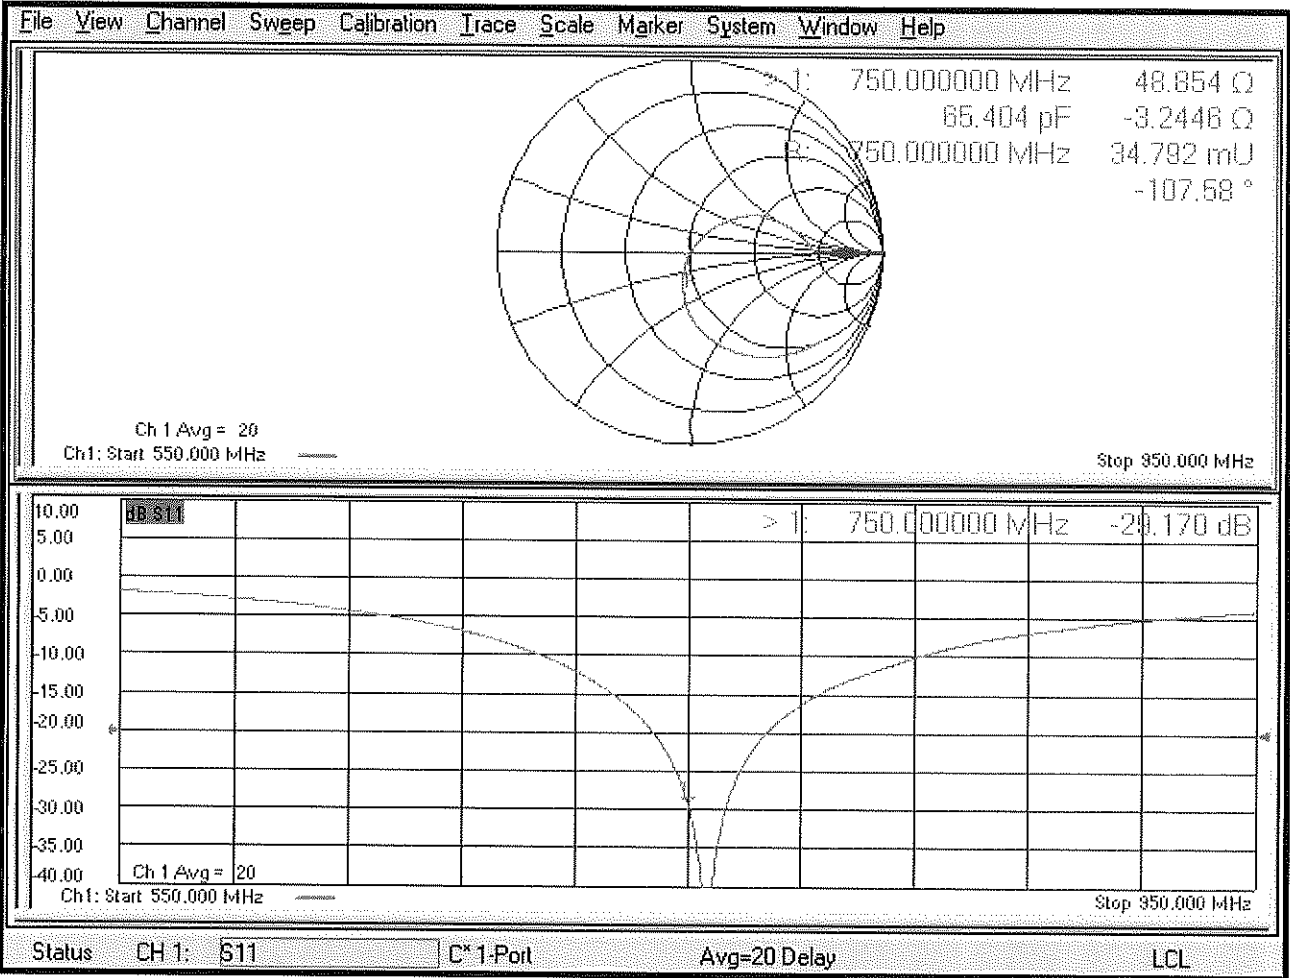 File View Channel Sweep Calibration Trace Scale Marker System Window Help
> 1: 750.000000 MHz 48.854 Ω
65.404 pF -3.2446 Ω
R: 750.000000 MHz 34.792 mU
-107.58 °
Ch 1 Avg = 20
Ch1: Start 550.000 MHz
Stop 950.000 MHz
10.00
dB S11
> 1: 750.000000 MHz -29.170 dB
5.00
0.00
-5.00
-10.00
-15.00
-20.00
-25.00
-30.00
-35.00
-40.00
Ch 1 Avg = 20
Ch1: Start 550.000 MHz
Stop 950.000 MHz
Status CH 1: S11 C* 1-Port Avg=20 Delay LCL